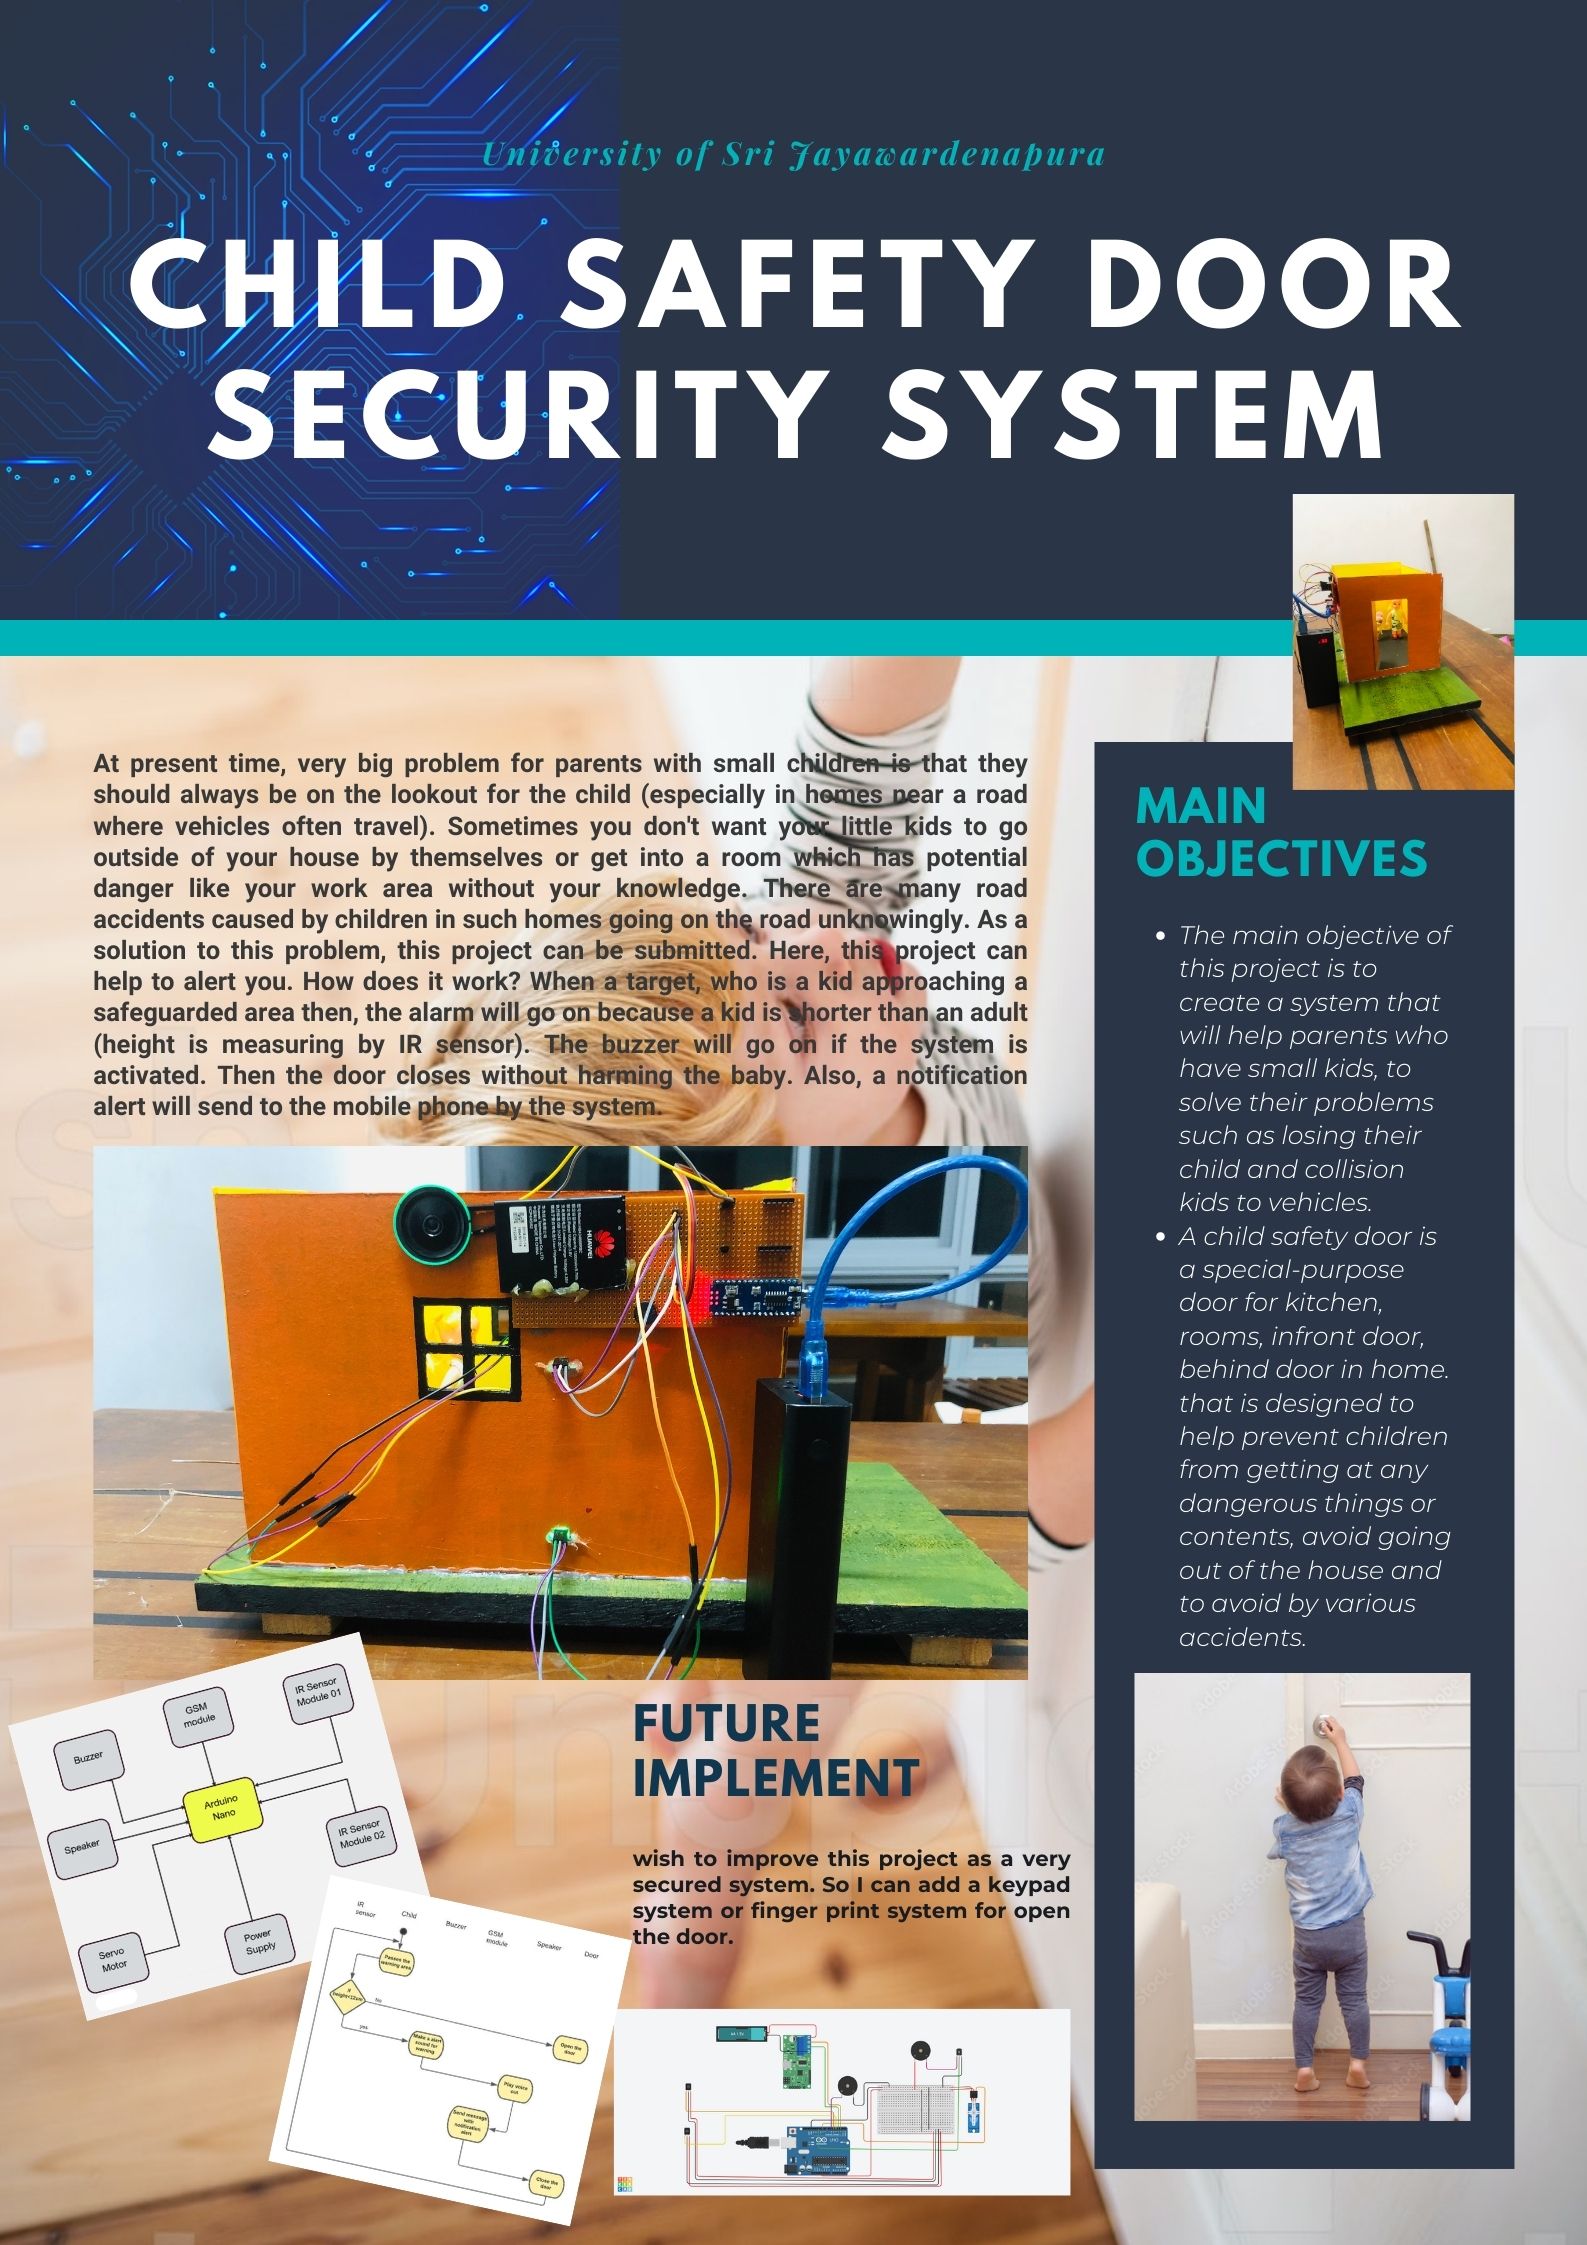 University of Sri Jayawardenapura
CHILD SAFETY DOOR
SECURITY SYSTEM
At present time, very big problem for parents with small children is that they
should always be on the lookout for the child (especially in homes near a road
where vehicles often travel). Sometimes you don't want your little kids to go
outside of your house by themselves or get into a room which has potential
danger like your work area without your knowledge. There are many road
accidents caused by children in such homes going on the road unknowingly. As a
solution to this problem, this project can be submitted. Here, this project can
help to alert you. How does it work? When a target, who is a kid approaching a
safeguarded area then, the alarm will go on because a kid is shorter than an adult
(height is measuring by IR sensor). The buzzer will go on if the system is
activated. Then the door closes without harming the baby. Also, a notification
alert will send to the mobile phone by the system.
MAIN
OBJECTIVES
• The main objective of
this project is to
create a system that
will help parents who
have small kids, to
solve their problems
such as losing their
child and collision
kids to vehicles.
• A child safety door is
a special-purpose
door for kitchen,
rooms, infront door,
behind door in home.
that is designed to
help prevent children
from getting at any
dangerous things or
contents, avoid going
out of the house and
to avoid by various
accidents.
HUAWEI
IR Sensor
Module 01
GSM
module
Buzzer
Arduino
Nano
Speaker
IR Sensor
Module 02
Servo
Motor
Power
Supply
FUTURE
IMPLEMENT
wish to improve this project as a very
secured system. So I can add a keypad
system or finger print system for open
the door.
IR
sensor
Child
Buzzer
GSM
module
Speaker
Door
Passes the
warning area
if
height<12cm
No
yes
Make a alert
sound for
warning
Open the
door
Play voice
out
Send message
with
notification
alert
Close the
door
Adobe Stock